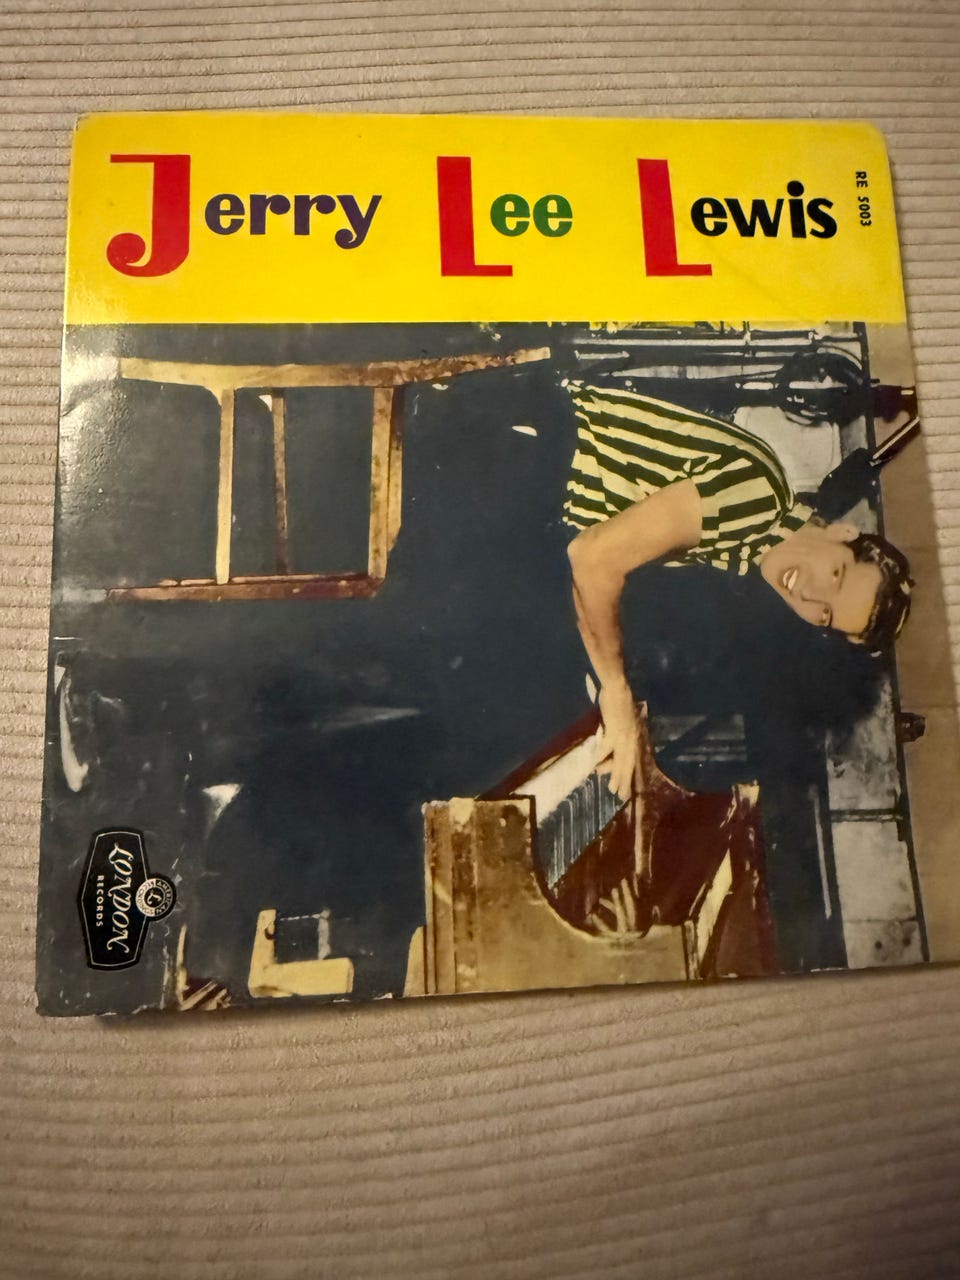 Jerry Lee Lewis
RE 5003
LONDON
RECORDS